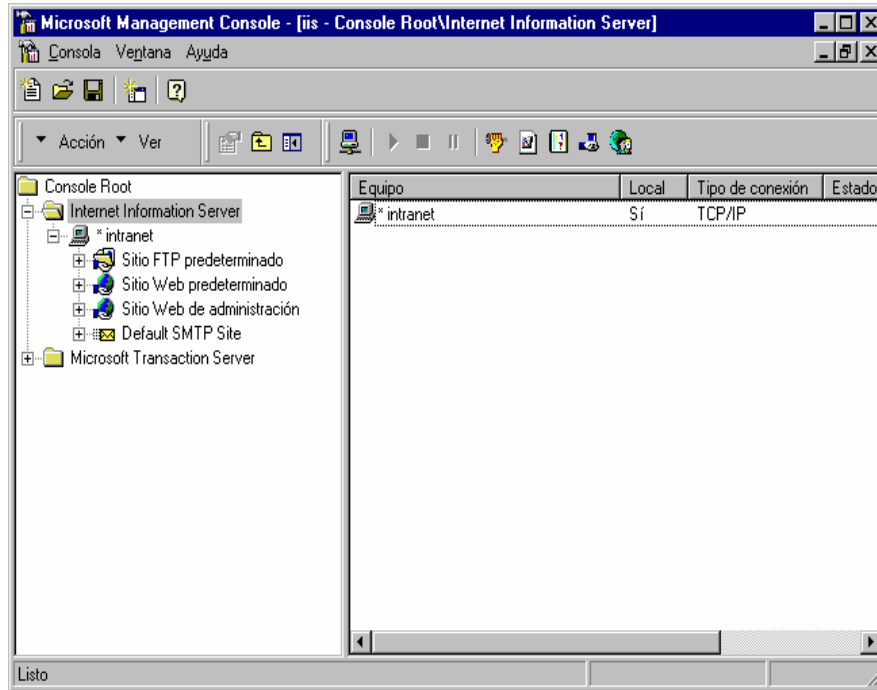 Microsoft Management Console - [iis - Console Root\Internet Information Server]
Consola Ventana Ayuda
Acción Ver
Console Root
Internet Information Server
* intranet
Sitio FTP predeterminado
Sitio Web predeterminado
Sitio Web de administración
Default SMTP Site
Microsoft Transaction Server
Equipo Local Tipo de conexión Estado
* intranet Sí TCP/IP
Listo